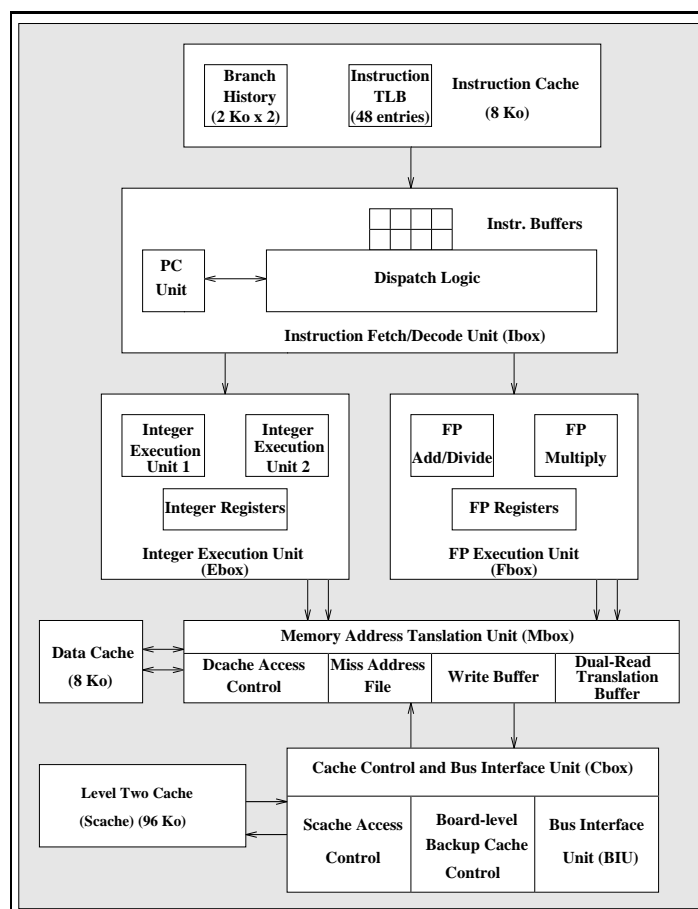 Branch
History
(2 Ko x 2)
Instruction
TLB
(48 entries)
Instruction Cache
(8 Ko)
Instr. Buffers
PC
Unit
Dispatch Logic
Instruction Fetch/Decode Unit (Ibox)
Integer
Execution
Unit 1
Integer
Execution
Unit 2
Integer Registers
Integer Execution Unit
(Ebox)
FP
Add/Divide
FP
Multiply
FP Registers
FP Execution Unit
(Fbox)
Data Cache
(8 Ko)
Memory Address Tanslation Unit (Mbox)
Dcache Access
Control
Miss Address
File
Write Buffer
Dual-Read
Translation
Buffer
Level Two Cache
(Scache) (96 Ko)
Cache Control and Bus Interface Unit (Cbox)
Scache Access
Control
Board-level
Backup Cache
Control
Bus Interface
Unit (BIU)